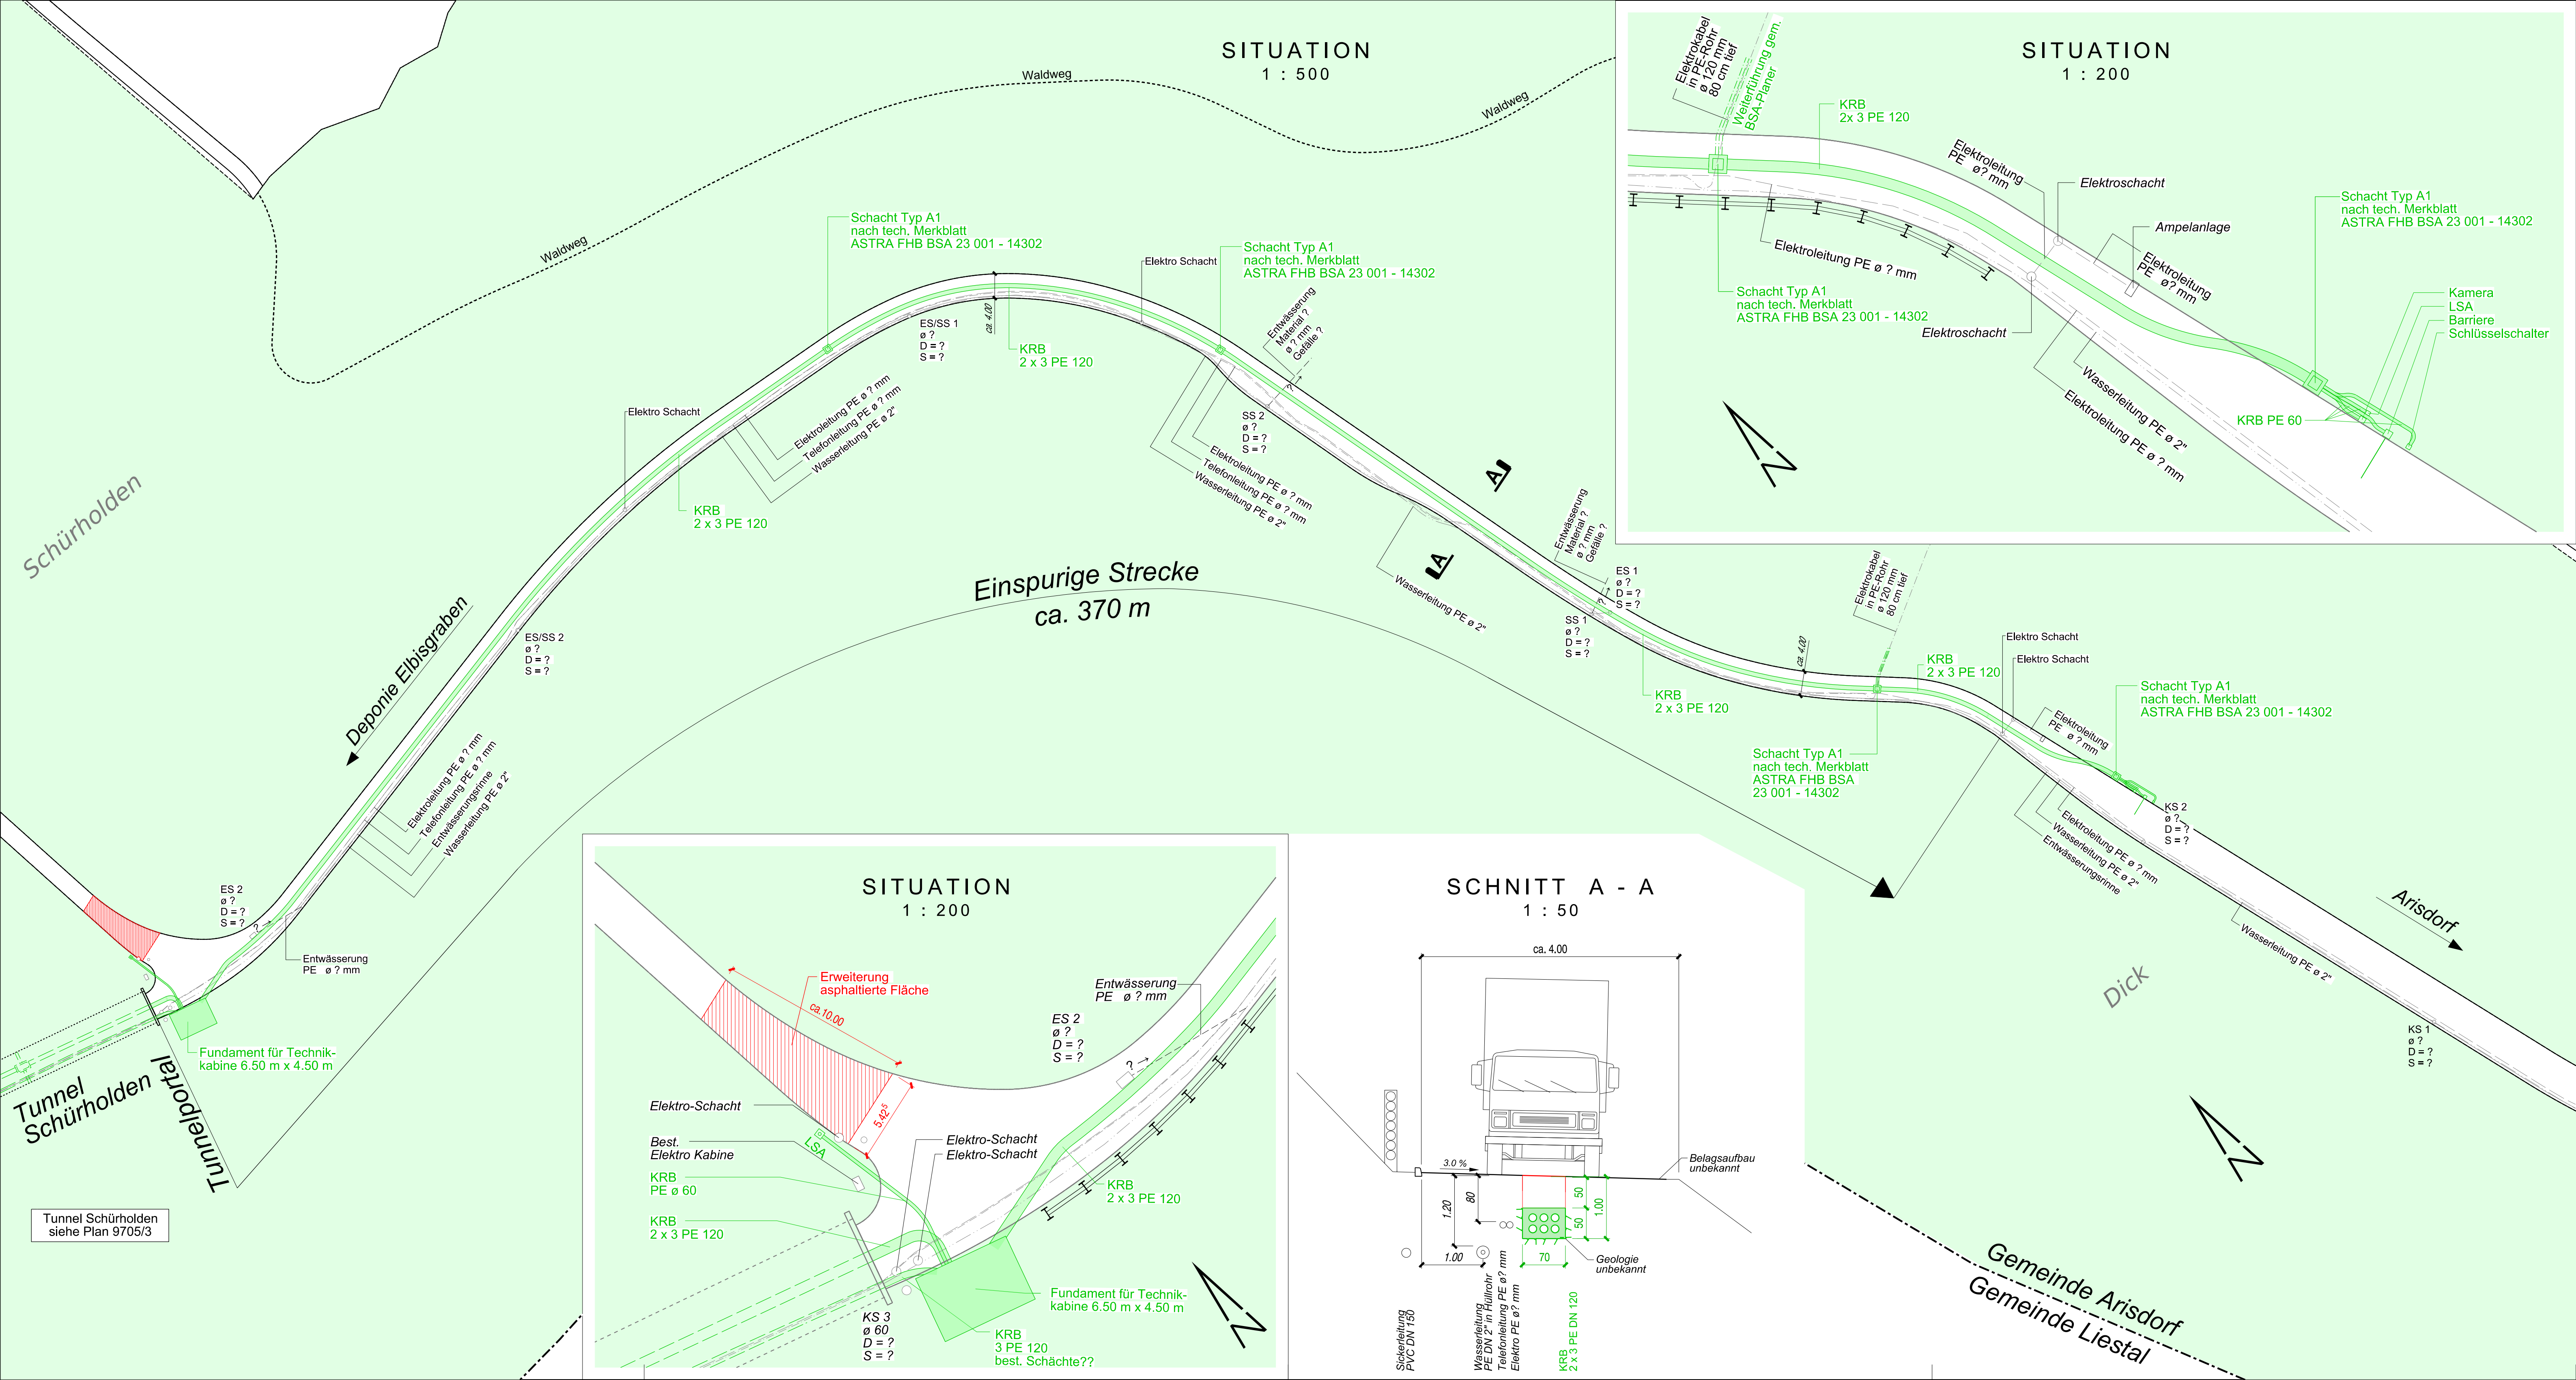 SITUATION
1 : 500
Waldweg
Waldweg
Waldweg
Schacht Typ A1
nach tech. Merkblatt
ASTRA FHB BSA 23 001 - 14302
Elektro Schacht
Schacht Typ A1
nach tech. Merkblatt
ASTRA FHB BSA 23 001 - 14302
ES/SS 1
ø ?
D = ?
S = ?
ca. 4.00
KRB
2 x 3 PE 120
Entwässerung
Material ?
ø ? mm
Gefälle ?
?
Elektro Schacht
Elektroleitung PE ø ? mm
Telefonleitung PE ø ? mm
Wasserleitung PE ø 2"
SS 2
ø ?
D = ?
S = ?
Elektroleitung PE ø ? mm
Telefonleitung PE ø ? mm
Wasserleitung PE ø 2"
KRB
2 x 3 PE 120
Schürholden
A
A
Einspurige Strecke
ca. 370 m
Wasserleitung PE ø 2"
Entwässerung
Material ?
ø ? mm
Gefälle ?
?
ES 1
ø ?
D = ?
S = ?
SS 1
ø ?
D = ?
S = ?
KRB
2 x 3 PE 120
ca. 4.00
Elektrokabel
in PE-Rohr
ø 120 mm
80 cm tief
Elektro Schacht
Elektro Schacht
KRB
2 x 3 PE 120
Schacht Typ A1
nach tech. Merkblatt
ASTRA FHB BSA 23 001 - 14302
Elektroleitung
PE ø ? mm
Schacht Typ A1
nach tech. Merkblatt
ASTRA FHB BSA
23 001 - 14302
KS 2
ø ?
D = ?
S = ?
Elektroleitung PE ø ? mm
Wasserleitung PE ø 2"
Entwässerungsrinne
Arisdorf
Wasserleitung PE ø 2"
Dick
KS 1
ø ?
D = ?
S = ?
Gemeinde Arisdorf
Gemeinde Liestal
ES/SS 2
ø ?
D = ?
S = ?
Deponie Elbisgraben
Elektroleitung PE ø ? mm
Telefonleitung PE ø ? mm
Entwässerungsrinne
Wasserleitung PE ø 2"
ES 2
ø ?
D = ?
S = ?
?
Entwässerung
PE ø ? mm
Fundament für Technik-
kabine 6.50 m x 4.50 m
Tunnel
Schürholden
Tunnelportal
Tunnel Schürholden
siehe Plan 9705/3
SITUATION
1 : 200
Elektrokabel
in PE-Rohr
ø 120 mm
80 cm tief
Weiterführung gem.
BSA-Planer
KRB
2x 3 PE 120
Elektroleitung
PE ø? mm
Elektroschacht
Ampelanlage
Elektroleitung
PE ø? mm
Schacht Typ A1
nach tech. Merkblatt
ASTRA FHB BSA 23 001 - 14302
Elektroleitung PE ø ? mm
Schacht Typ A1
nach tech. Merkblatt
ASTRA FHB BSA 23 001 - 14302
Elektroschacht
Kamera
LSA
Barriere
Schlüsselschalter
Wasserleitung PE ø 2"
Elektroleitung PE ø ? mm
KRB PE 60
SITUATION
1 : 200
Erweiterung
asphaltierte Fläche
ca.10.00
5.42⁵
Entwässerung
PE ø ? mm
ES 2
ø ?
D = ?
S = ?
?
Elektro-Schacht
LSA
Best.
Elektro Kabine
Elektro-Schacht
Elektro-Schacht
KRB
PE ø 60
KRB
2 x 3 PE 120
KRB
2 x 3 PE 120
Fundament für Technik-
kabine 6.50 m x 4.50 m
KS 3
ø 60
D = ?
S = ?
KRB
3 PE 120
best. Schächte??
SCHNITT A - A
1 : 50
ca. 4.00
3.0 %
Belagsaufbau
unbekannt
1.20
80
50
50
1.00
1.00
70
Geologie
unbekannt
Sickerleitung
PVC DN 150
Wasserleitung
PE DN 2" in Hüllrohr
Telefonleitung PE ø? mm
Elektro PE ø? mm
KRB
2 x 3 PE DN 120